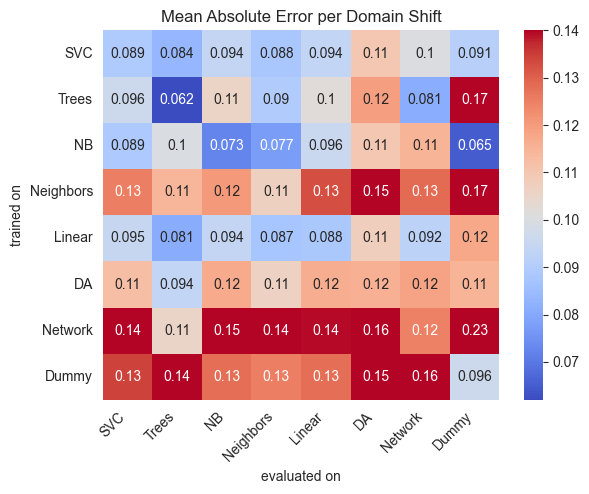 Mean Absolute Error per Domain Shift
trained on
SVC 0.089 0.084 0.094 0.088 0.094 0.11 0.1 0.091
Trees 0.096 0.062 0.11 0.09 0.1 0.12 0.081 0.17
NB 0.089 0.1 0.073 0.077 0.096 0.11 0.11 0.065
Neighbors 0.13 0.11 0.12 0.11 0.13 0.15 0.13 0.17
Linear 0.095 0.081 0.094 0.087 0.088 0.11 0.092 0.12
DA 0.11 0.094 0.12 0.11 0.12 0.12 0.12 0.11
Network 0.14 0.11 0.15 0.14 0.14 0.16 0.12 0.23
Dummy 0.13 0.14 0.13 0.13 0.13 0.15 0.16 0.096
SVC Trees NB Neighbors Linear DA Network Dummy
evaluated on
0.14
0.13
0.12
0.11
0.10
0.09
0.08
0.07